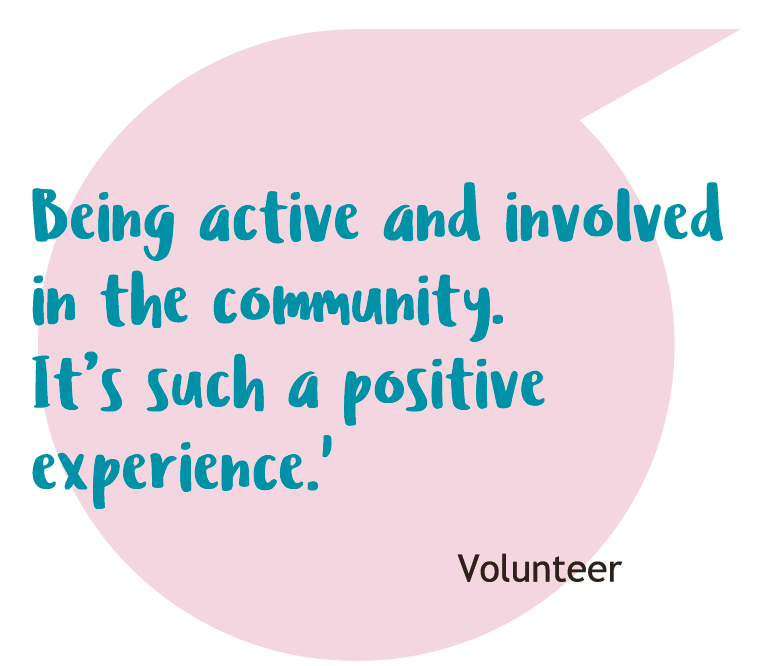 Being active and involved
in the community.
It's such a positive
experience.'
Volunteer